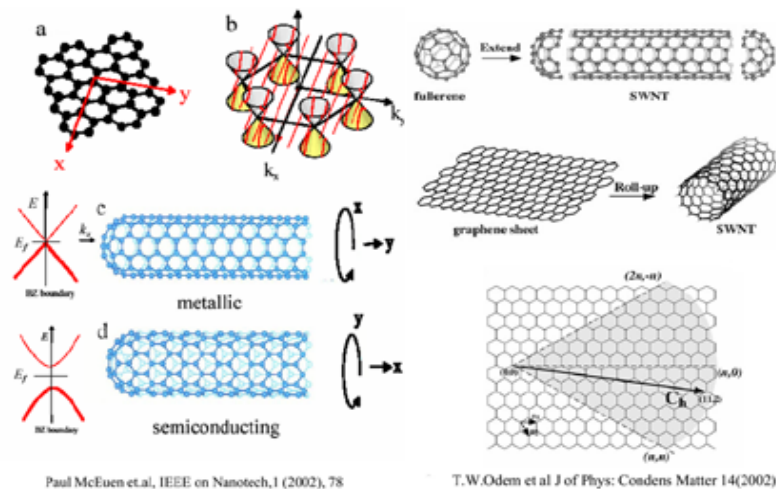 a
b
y
x
k_x
Extend
fullerene
SWNT
Roll-up
graphene sheet
SWNT
E
E_f
BZ boundary
c
metallic
x
y
d
E
E_f
BZ boundary
semiconducting
y
x
(2n,-n)
(0,0)
(n,0)
C_h
(11,2)
(n,n)
Paul McEuen et.al, IEEE on Nanotech,1 (2002), 78
T.W.Odem et al J of Phys: Condens Matter 14(2002)